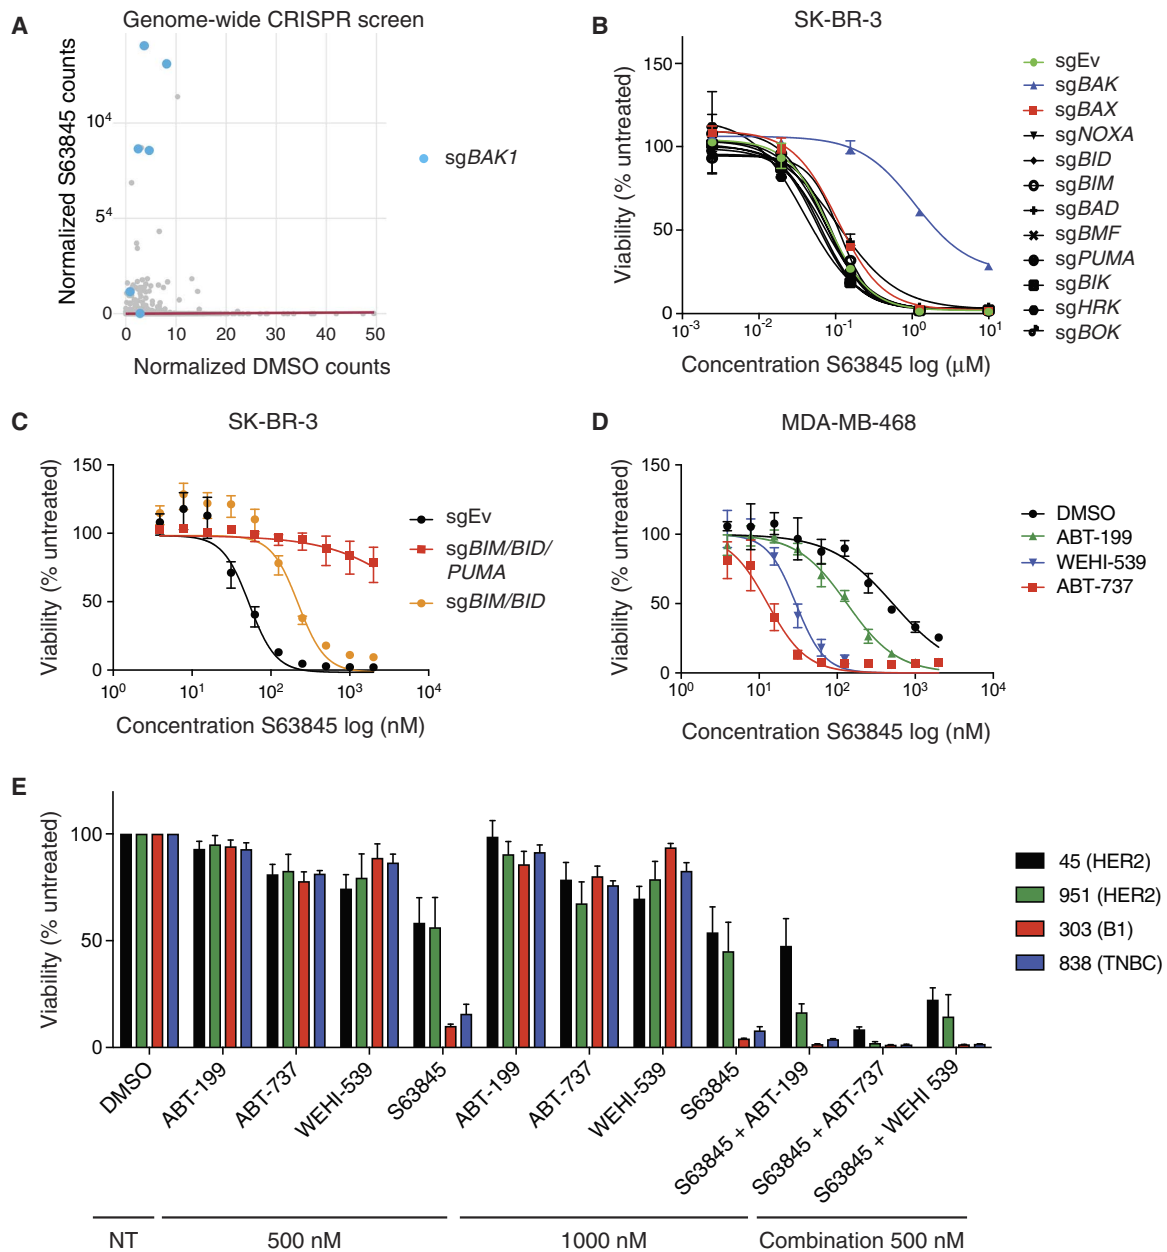 A
Genome-wide CRISPR screen
Normalized S63845 counts
10⁴
5⁴
0
0 10 20 30 40 50
Normalized DMSO counts
sgBAK1
B
SK-BR-3
Viability (% untreated)
150
100
50
0
10⁻³ 10⁻² 10⁻¹ 10⁰ 10¹
Concentration S63845 log (μM)
sgEv
sgBAK
sgBAX
sgNOXA
sgBID
sgBIM
sgBAD
sgBMF
sgPUMA
sgBIK
sgHRK
sgBOK
C
SK-BR-3
Viability (% untreated)
150
100
50
0
10⁰ 10¹ 10² 10³ 10⁴
Concentration S63845 log (nM)
sgEv
sgBIM/BID/
PUMA
sgBIM/BID
D
MDA-MB-468
Viability (% untreated)
150
100
50
0
10⁰ 10¹ 10² 10³ 10⁴
Concentration S63845 log (nM)
DMSO
ABT-199
WEHI-539
ABT-737
E
Viability (% untreated)
100
50
0
DMSO
ABT-199
ABT-737
WEHI-539
S63845
ABT-199
ABT-737
WEHI-539
S63845
S63845 + ABT-199
S63845 + ABT-737
S63845 + WEHI 539
NT 500 nM 1000 nM Combination 500 nM
45 (HER2)
951 (HER2)
303 (B1)
838 (TNBC)